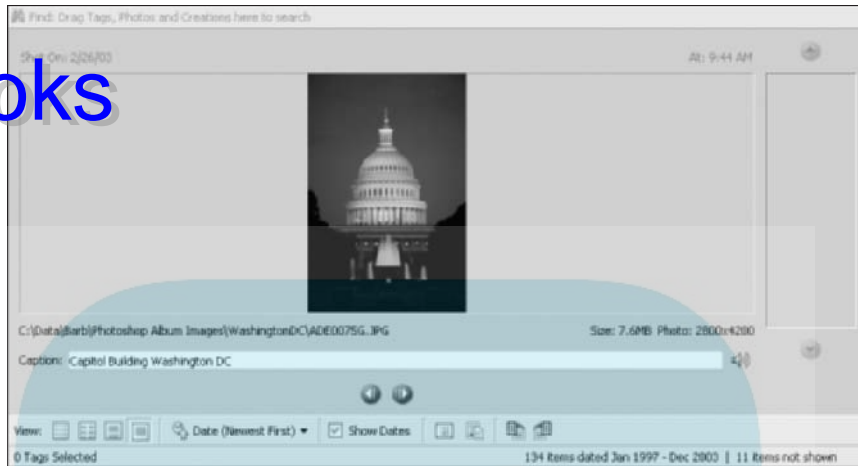 Find: Drag Tags, Photos and Creations here to search
Shot On: 2/26/03 At: 9:44 AM
oks
C:\Data\Barb\Photoshop Album Images\WashingtonDC\ADE0075G.JPG Size: 7.6MB Photo: 2800x4280
Caption: Capitol Building Washington DC
View: Date (Newest First) Show Dates
0 Tags Selected 134 items dated Jan 1997 - Dec 2003 | 11 items not shown